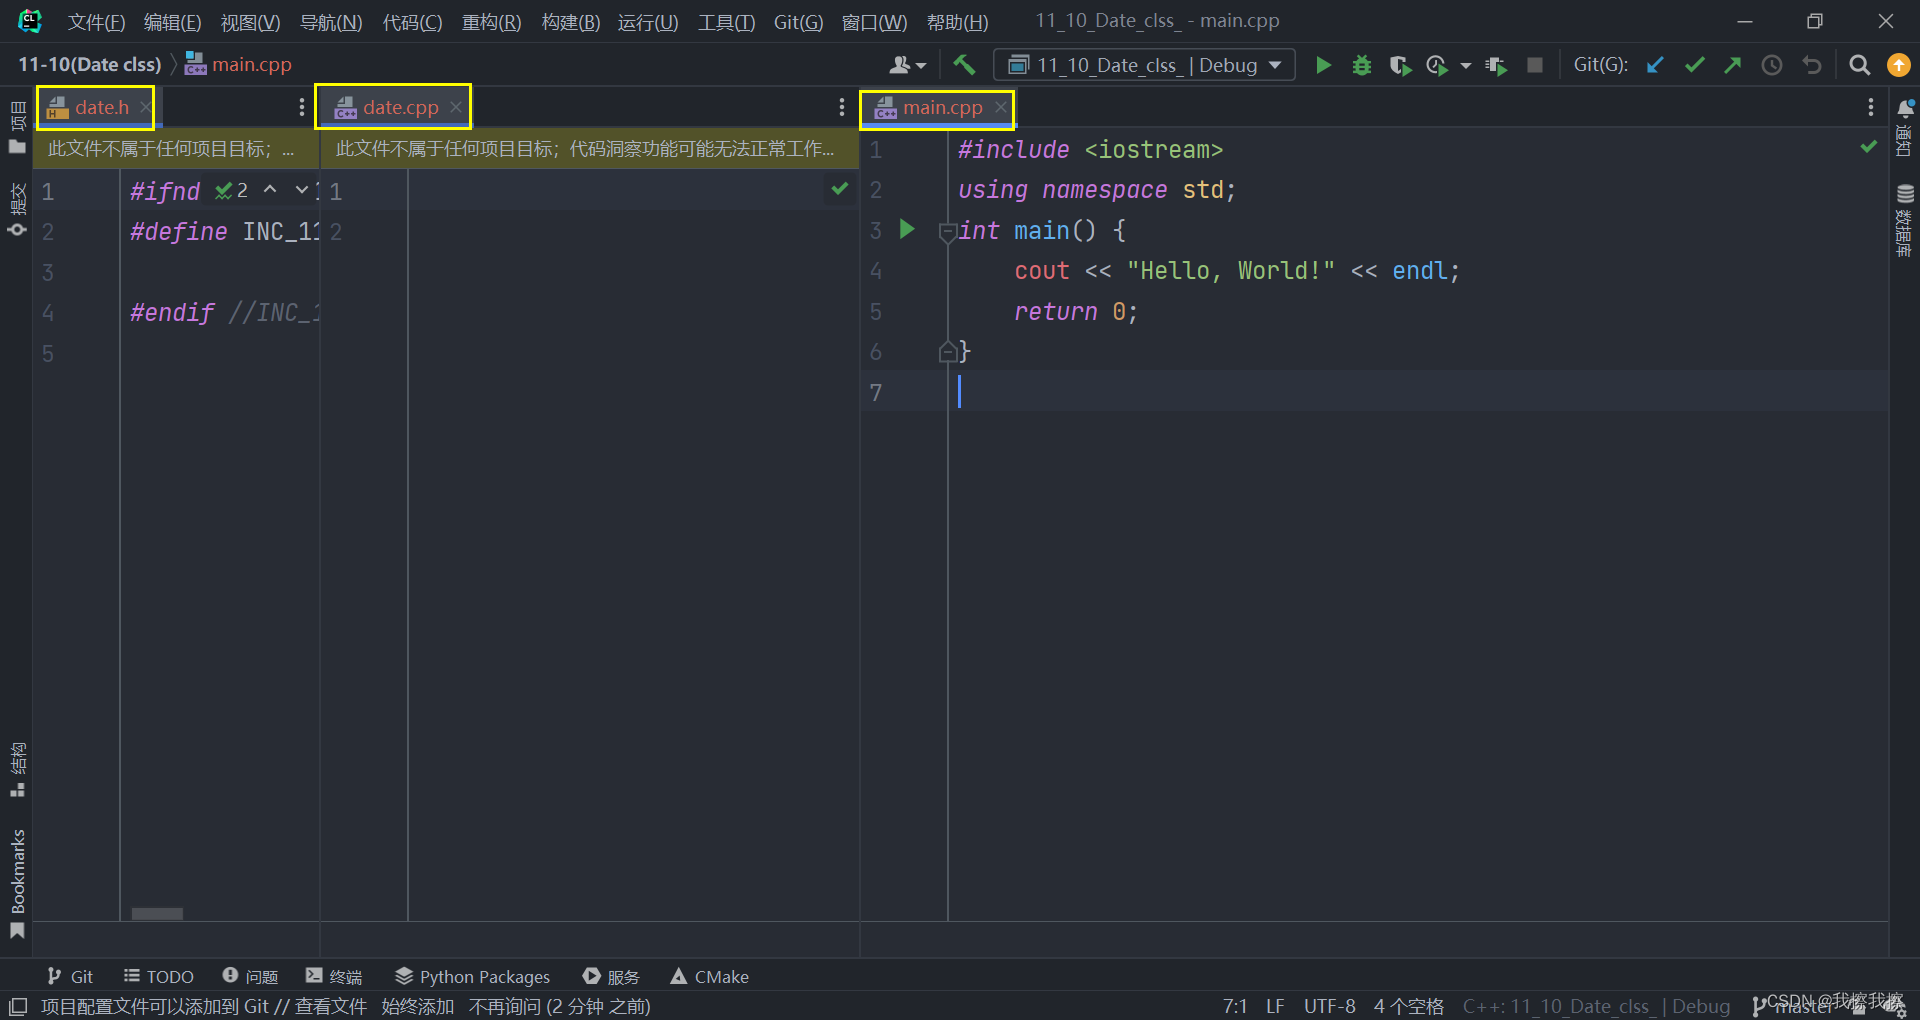 文件(F) 编辑(E) 视图(V) 导航(N) 代码(C) 重构(R) 构建(B) 运行(U) 工具(T) Git(G) 窗口(W) 帮助(H) 11_10_Date_clss_ - main.cpp
11-10(Date clss) main.cpp 11_10_Date_clss_ | Debug Git(G):
date.h date.cpp main.cpp
此文件不属于任何项目目标；... 此文件不属于任何项目目标；代码洞察功能可能无法正常工作...
1 #ifnd 2
2 #define INC_11
3
4 #endif //INC_1
5
1
2
1 #include <iostream>
2 using namespace std;
3 int main() {
4 cout << "Hello, World!" << endl;
5 return 0;
6 }
7
项目
提交
结构
Bookmarks
通知
数据库
Git TODO 问题 终端 Python Packages 服务 CMake
项目配置文件可以添加到 Git // 查看文件 始终添加 不再询问 (2 分钟 之前) 7:1 LF UTF-8 4 个空格 C++: 11_10_Date_clss_ | Debug master
CSDN @我擦我擦